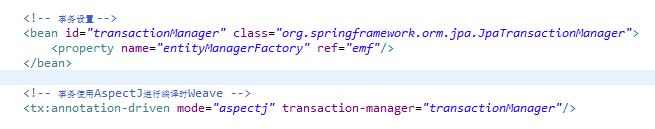 <!-- 事务设置 -->
<bean id="transactionManager" class="org.springframework.orm.jpa.JpaTransactionManager">
<property name="entityManagerFactory" ref="emf"/>
</bean>
<!-- 事务使用AspectJ进行编译时Weave -->
<tx:annotation-driven mode="aspectj" transaction-manager="transactionManager"/>